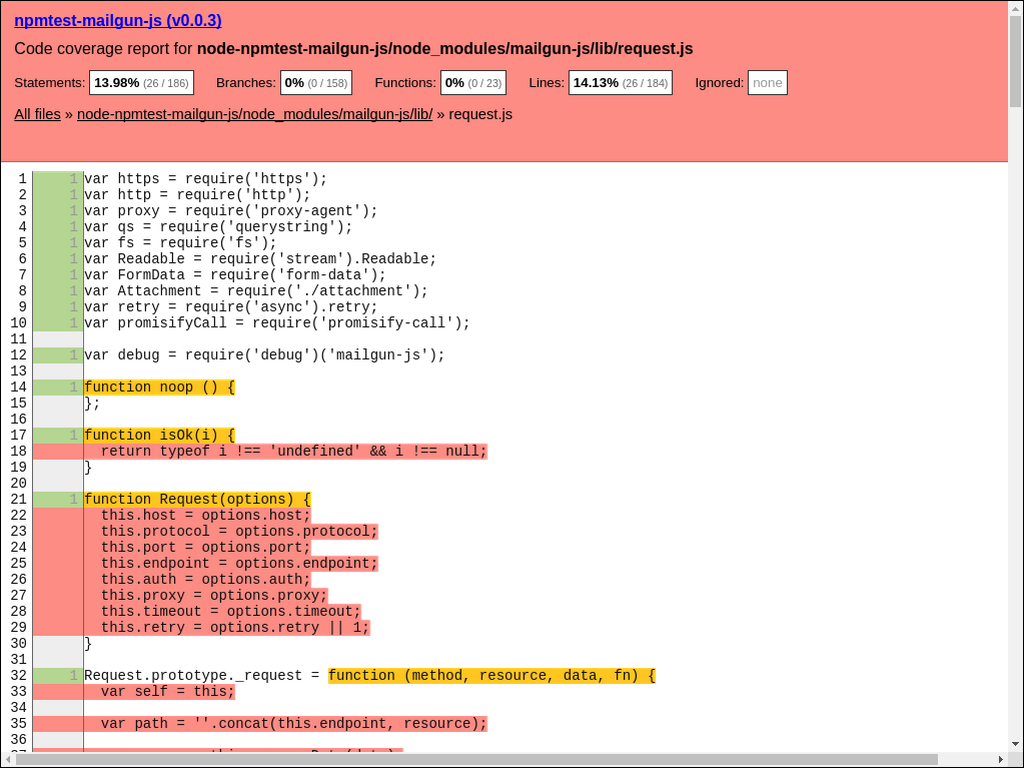 npmtest-mailgun-js (v0.0.3)
Code coverage report for node-npmtest-mailgun-js/node_modules/mailgun-js/lib/request.js
Statements: 13.98% (26 / 186) Branches: 0% (0 / 158) Functions: 0% (0 / 23) Lines: 14.13% (26 / 184) Ignored: none
All files » node-npmtest-mailgun-js/node_modules/mailgun-js/lib/ » request.js
1 1 var https = require('https');
2 1 var http = require('http');
3 1 var proxy = require('proxy-agent');
4 1 var qs = require('querystring');
5 1 var fs = require('fs');
6 1 var Readable = require('stream').Readable;
7 1 var FormData = require('form-data');
8 1 var Attachment = require('./attachment');
9 1 var retry = require('async').retry;
10 1 var promisifyCall = require('promisify-call');
11
12 1 var debug = require('debug')('mailgun-js');
13
14 1 function noop () {
15 };
16
17 1 function isOk(i) {
18   return typeof i !== 'undefined' && i !== null;
19 }
20
21 1 function Request(options) {
22   this.host = options.host;
23   this.protocol = options.protocol;
24   this.port = options.port;
25   this.endpoint = options.endpoint;
26   this.auth = options.auth;
27   this.proxy = options.proxy;
28   this.timeout = options.timeout;
29   this.retry = options.retry || 1;
30 }
31
32 1 Request.prototype._request = function (method, resource, data, fn) {
33   var self = this;
34
35   var path = ''.concat(this.endpoint, resource);
36